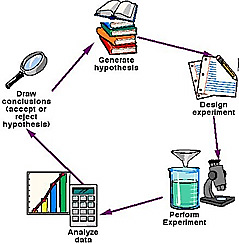 Generate
hypothesis
Design
experiment
Perform
Experiment
Analyze
data
Draw
conclusions
(accept or
reject
hypothesis)